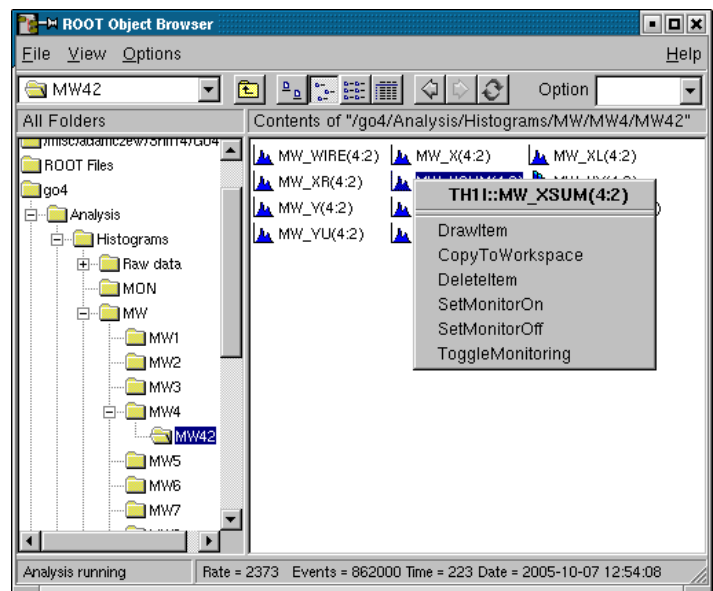 ROOT Object Browser
File View Options Help
MW42 Option
All Folders Contents of "/go4/Analysis/Histograms/MW/MW4/MW42"
ROOT Files
go4
Analysis
Histograms
Raw data
MON
MW
MW1
MW2
MW3
MW4
MW42
MW5
MW6
MW7
MW_WIRE(4:2) MW_X(4:2) MW_XL(4:2)
MW_XR(4:2)
MW_Y(4:2)
MW_YU(4:2)
TH1I::MW_XSUM(4:2)
DrawItem
CopyToWorkspace
DeleteItem
SetMonitorOn
SetMonitorOff
ToggleMonitoring
Analysis running Rate = 2373 Events = 862000 Time = 223 Date = 2005-10-07 12:54:08